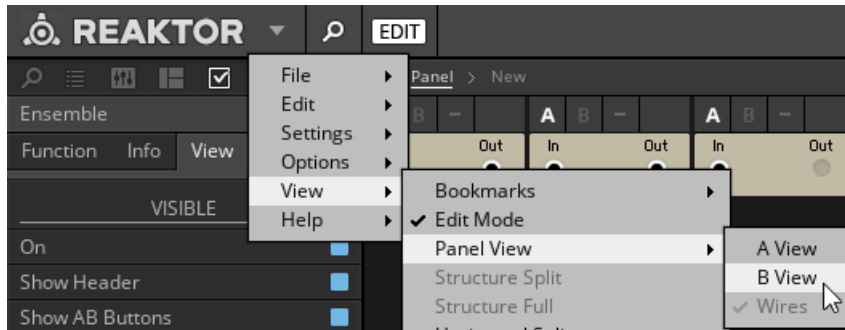 REAKTOR EDIT
File
Panel > New
Ensemble
Edit
B – A B – A B –
Settings
Function Info View
Out In Out In Out
Options
View
Bookmarks
VISIBLE
Help
✓ Edit Mode
On
Panel View
A View
Show Header
Structure Split
B View
Structure Full
✓ Wires
Show AB Buttons